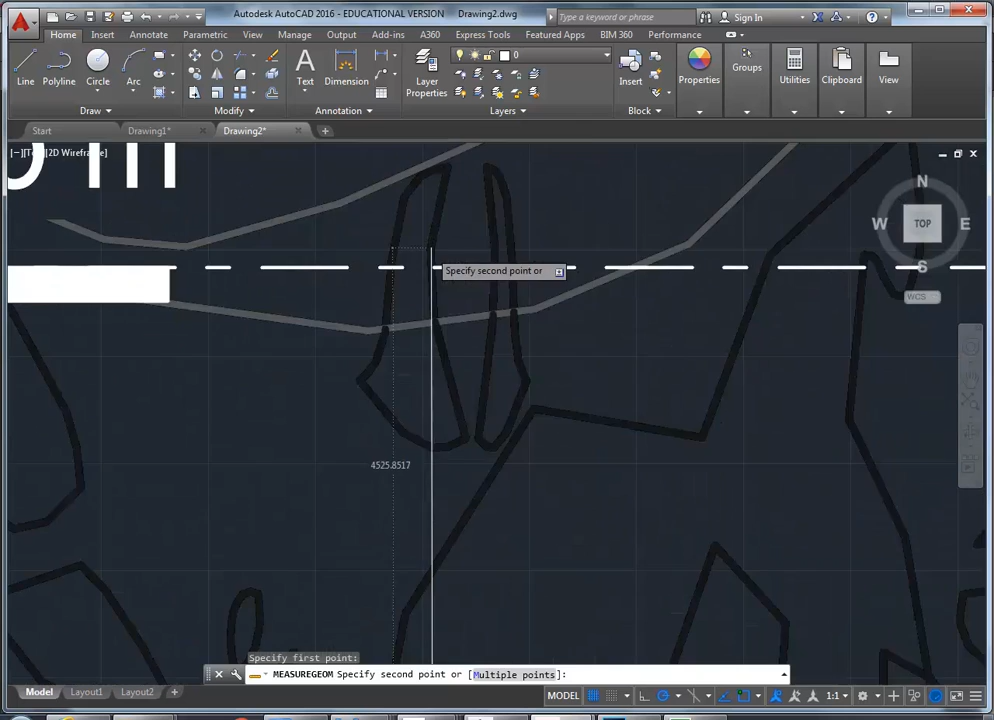 Autodesk AutoCAD 2016 - EDUCATIONAL VERSION Drawing2.dwg
Type a keyword or phrase
Sign In
Home Insert Annotate Parametric View Manage Output Add-ins A360 Express Tools Featured Apps BIM 360 Performance
0
Line Polyline Circle Arc Text Dimension Layer Properties Insert Properties Groups Utilities Clipboard View
Draw Modify Annotation Layers Block
Start Drawing1* Drawing2*
2D Wireframe]
m
N
W TOP E
S
WCS
Specify second point or
4525.8517
Specify first point:
MEASUREGEOM Specify second point or [Multiple points]:
Model Layout1 Layout2 +
MODEL 1:1